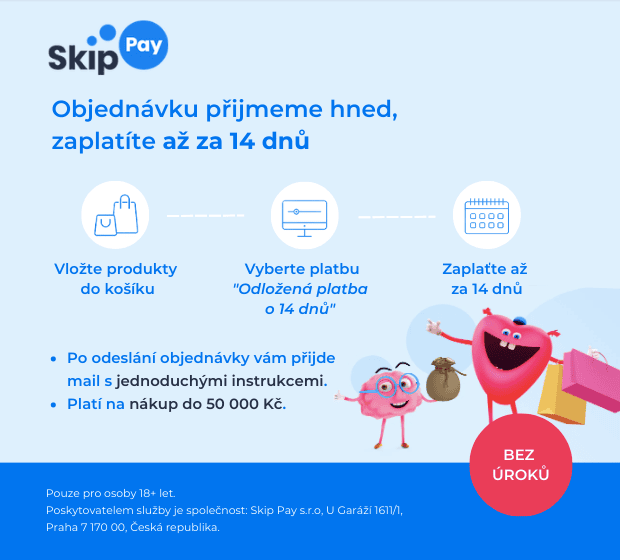 Skip Pay
Objednávku přijmeme hned,
zaplatíte až za 14 dnů
Vložte produkty
do košíku
Vyberte platbu
"Odložená platba
o 14 dnů"
Zaplaťte až
za 14 dnů
• Po odeslání objednávky vám přijde
mail s jednoduchými instrukcemi.
• Platí na nákup do 50 000 Kč.
BEZ
ÚROKŮ
Pouze pro osoby 18+ let.
Poskytovatelem služby je společnost: Skip Pay s.r.o, U Garáží 1611/1,
Praha 7 170 00, Česká republika.